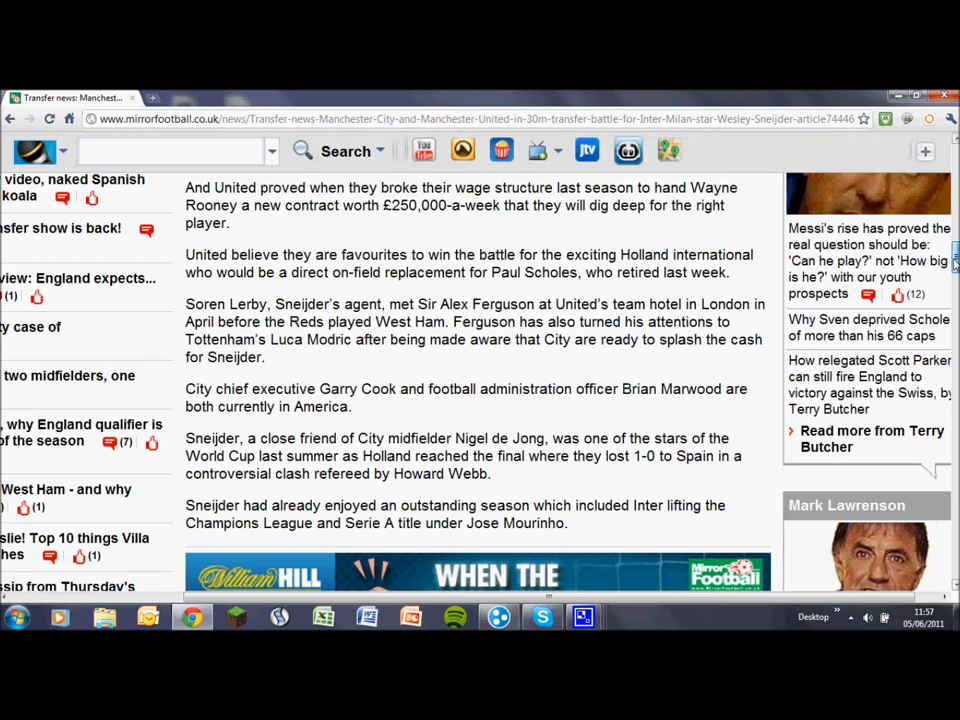 Transfer news: Manchest...
www.mirrorfootball.co.uk/news/Transfer-news-Manchester-City-and-Manchester-United-in-30m-transfer-battle-for-Inter-Milan-star-Wesley-Sneijder-article74446
You Tube
Search
jtv
video, naked Spanish
koala
nsfer show is back!
view: England expects...
(1)
ty case of
two midfielders, one
, why England qualifier is
of the season (7)
West Ham - and why
(1)
slie! Top 10 things Villa
hes (1)
ssip from Thursday's
And United proved when they broke their wage structure last season to hand Wayne
Rooney a new contract worth £250,000-a-week that they will dig deep for the right
player.
United believe they are favourites to win the battle for the exciting Holland international
who would be a direct on-field replacement for Paul Scholes, who retired last week.
Soren Lerby, Sneijder's agent, met Sir Alex Ferguson at United's team hotel in London in
April before the Reds played West Ham. Ferguson has also turned his attentions to
Tottenham's Luca Modric after being made aware that City are ready to splash the cash
for Sneijder.
City chief executive Garry Cook and football administration officer Brian Marwood are
both currently in America.
Sneijder, a close friend of City midfielder Nigel de Jong, was one of the stars of the
World Cup last summer as Holland reached the final where they lost 1-0 to Spain in a
controversial clash refereed by Howard Webb.
Sneijder had already enjoyed an outstanding season which included Inter lifting the
Champions League and Serie A title under Jose Mourinho.
William HILL
WHEN THE
Mirror
Football
Messi's rise has proved the
real question should be:
'Can he play?' not 'How big
is he?' with our youth
prospects (12)
Why Sven deprived Schole
of more than his 66 caps
How relegated Scott Parker
can still fire England to
victory against the Swiss, by
Terry Butcher
Read more from Terry
Butcher
Mark Lawrenson
Desktop
11:57
05/06/2011